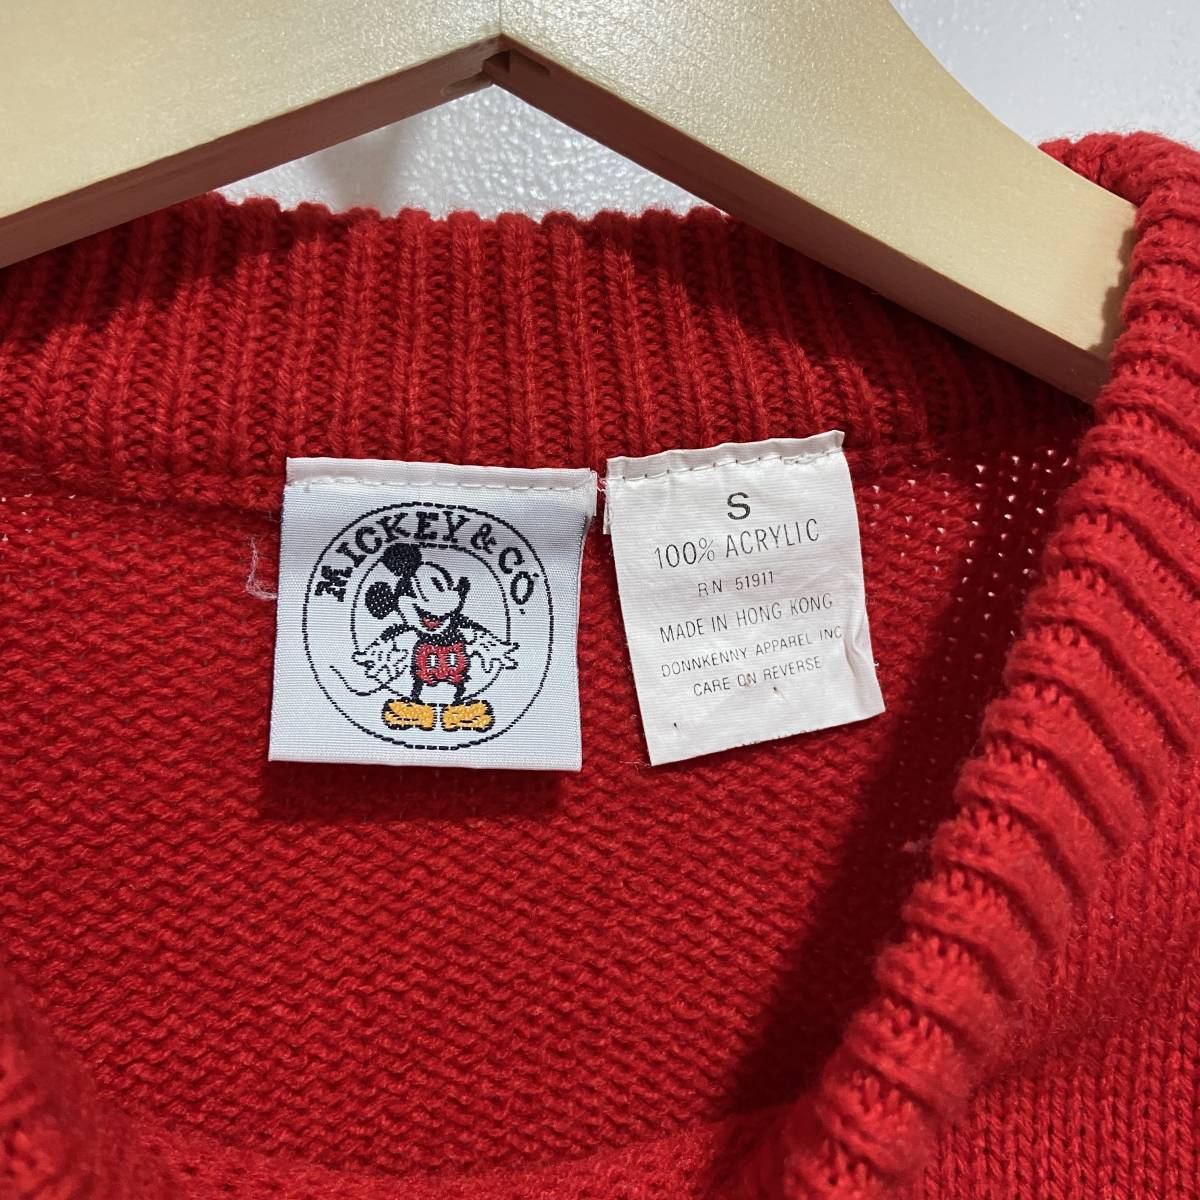 MICKEY & CO.
S
100% ACRYLIC
RN 51911
MADE IN HONG KONG
DONNKENNY APPAREL INC
CARE ON REVERSE